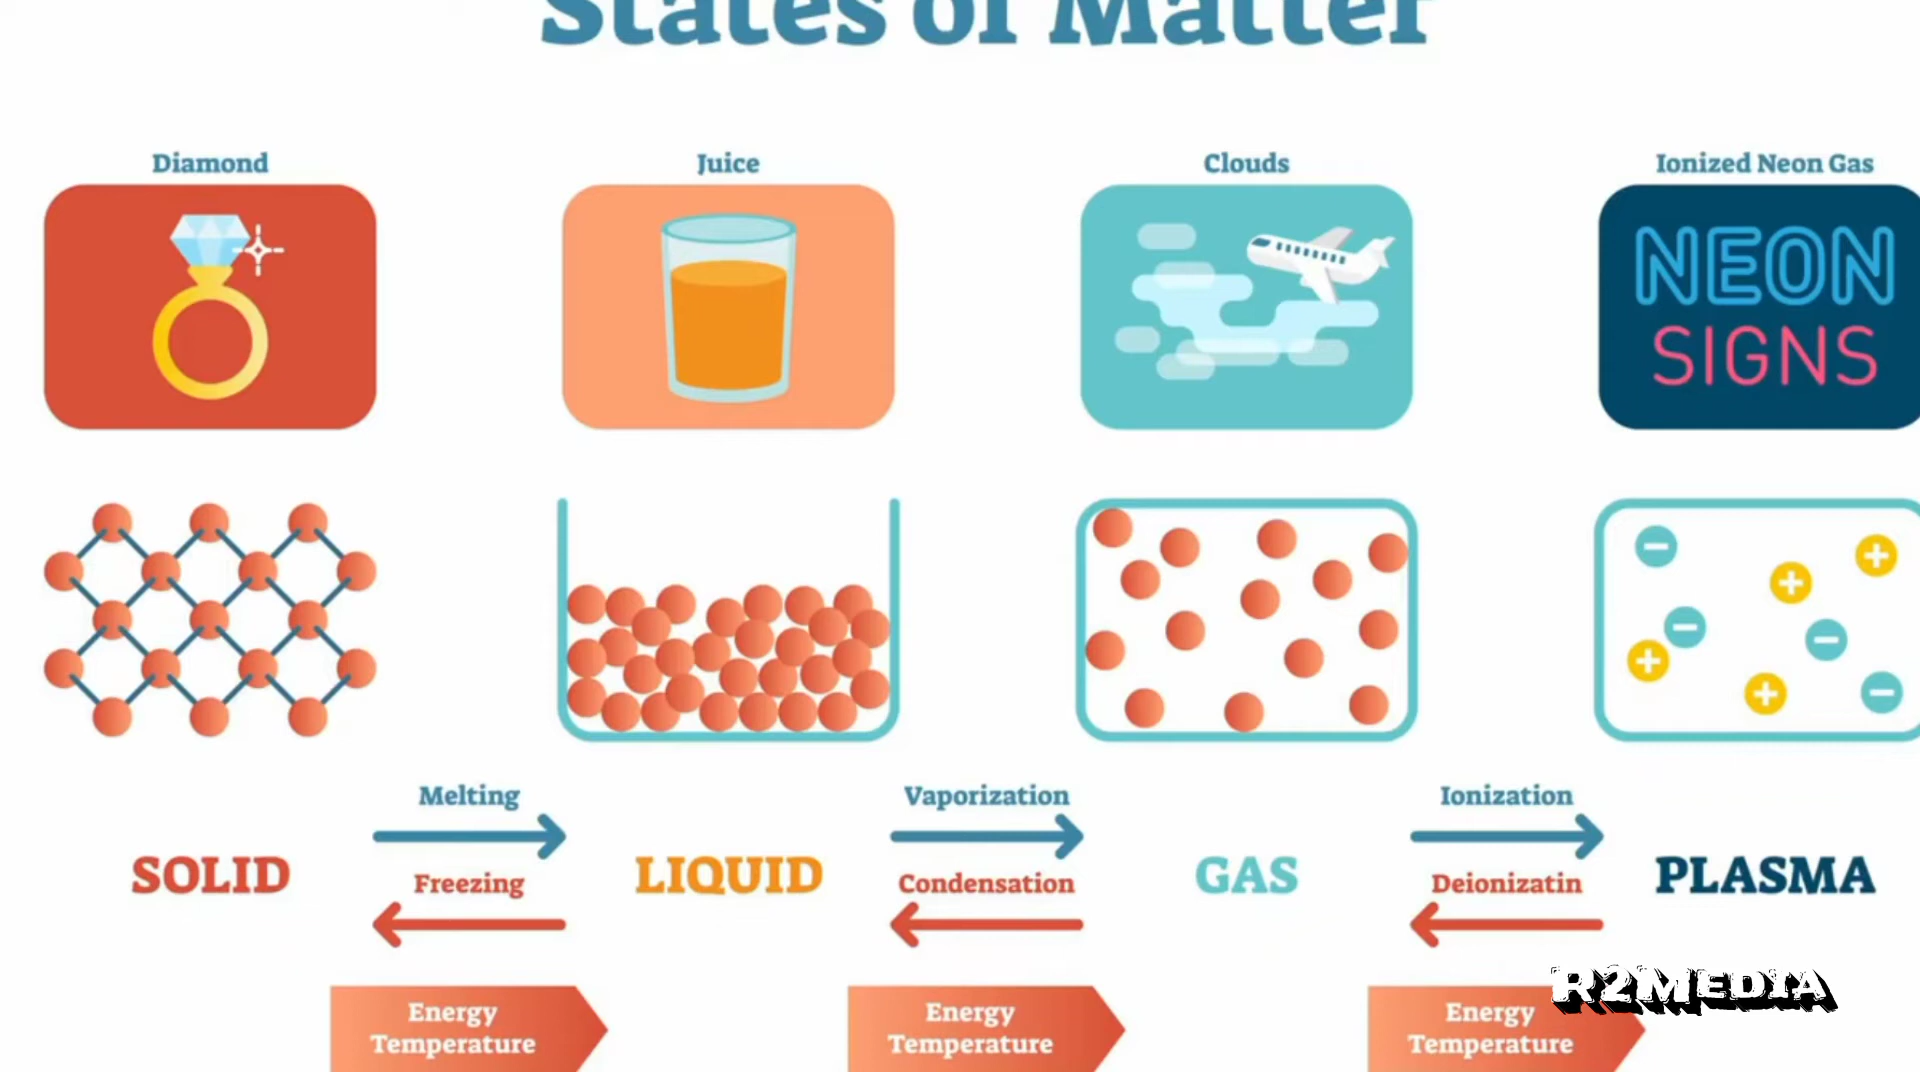 States of Matter
Diamond
Juice
Clouds
Ionized Neon Gas
NEON
SIGNS
Melting
Vaporization
Ionization
SOLID
LIQUID
GAS
PLASMA
Freezing
Condensation
Deionizatin
R2MEDIA
Energy
Temperature
Energy
Temperature
Energy
Temperature